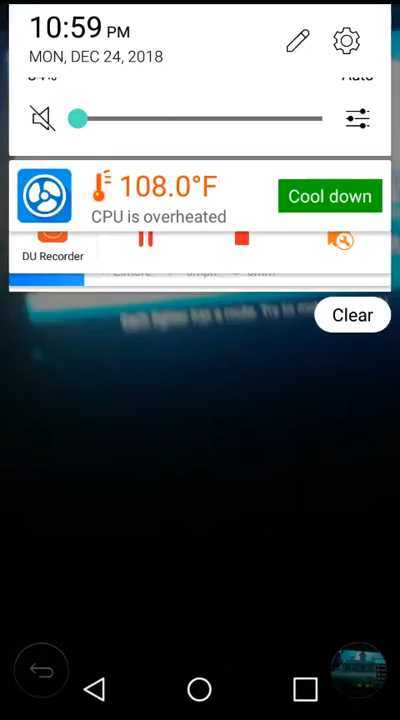 10:59 PM
MON, DEC 24, 2018
108.0°F
CPU is overheated
Cool down
DU Recorder
Clear